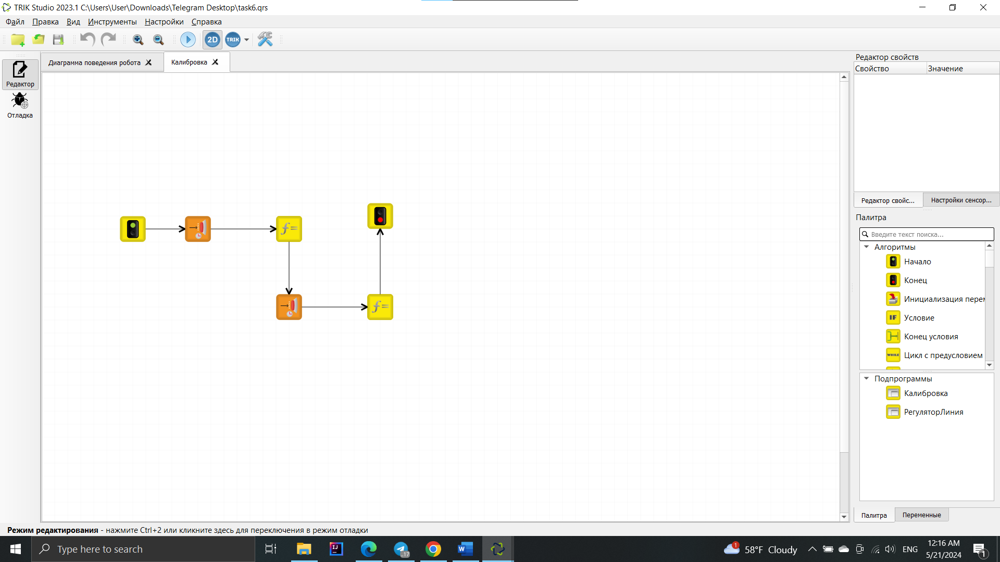 TRIK Studio 2023.1 C:\Users\User\Downloads\Telegram Desktop\task6.qrs
Файл Правка Вид Инструменты Настройки Справка
2D TRIK
Диаграмма поведения робота
Калибровка
Редактор
Отладка
f=
f=
Редактор свойств
Свойство Значение
Редактор свойс... Настройки сенсор...
Палитра
Введите текст поиска...
Алгоритмы
Начало
Конец
Инициализация перем
IF Условие
Конец условия
WHILE Цикл с предусловием
Подпрограммы
Калибровка
РегуляторЛиния
Палитра Переменные
Режим редактирования - нажмите Ctrl+2 или кликните здесь для переключения в режим отладки
Type here to search
IJ
..17
W
1
58°F Cloudy
ENG
12:16 AM
5/21/2024
1